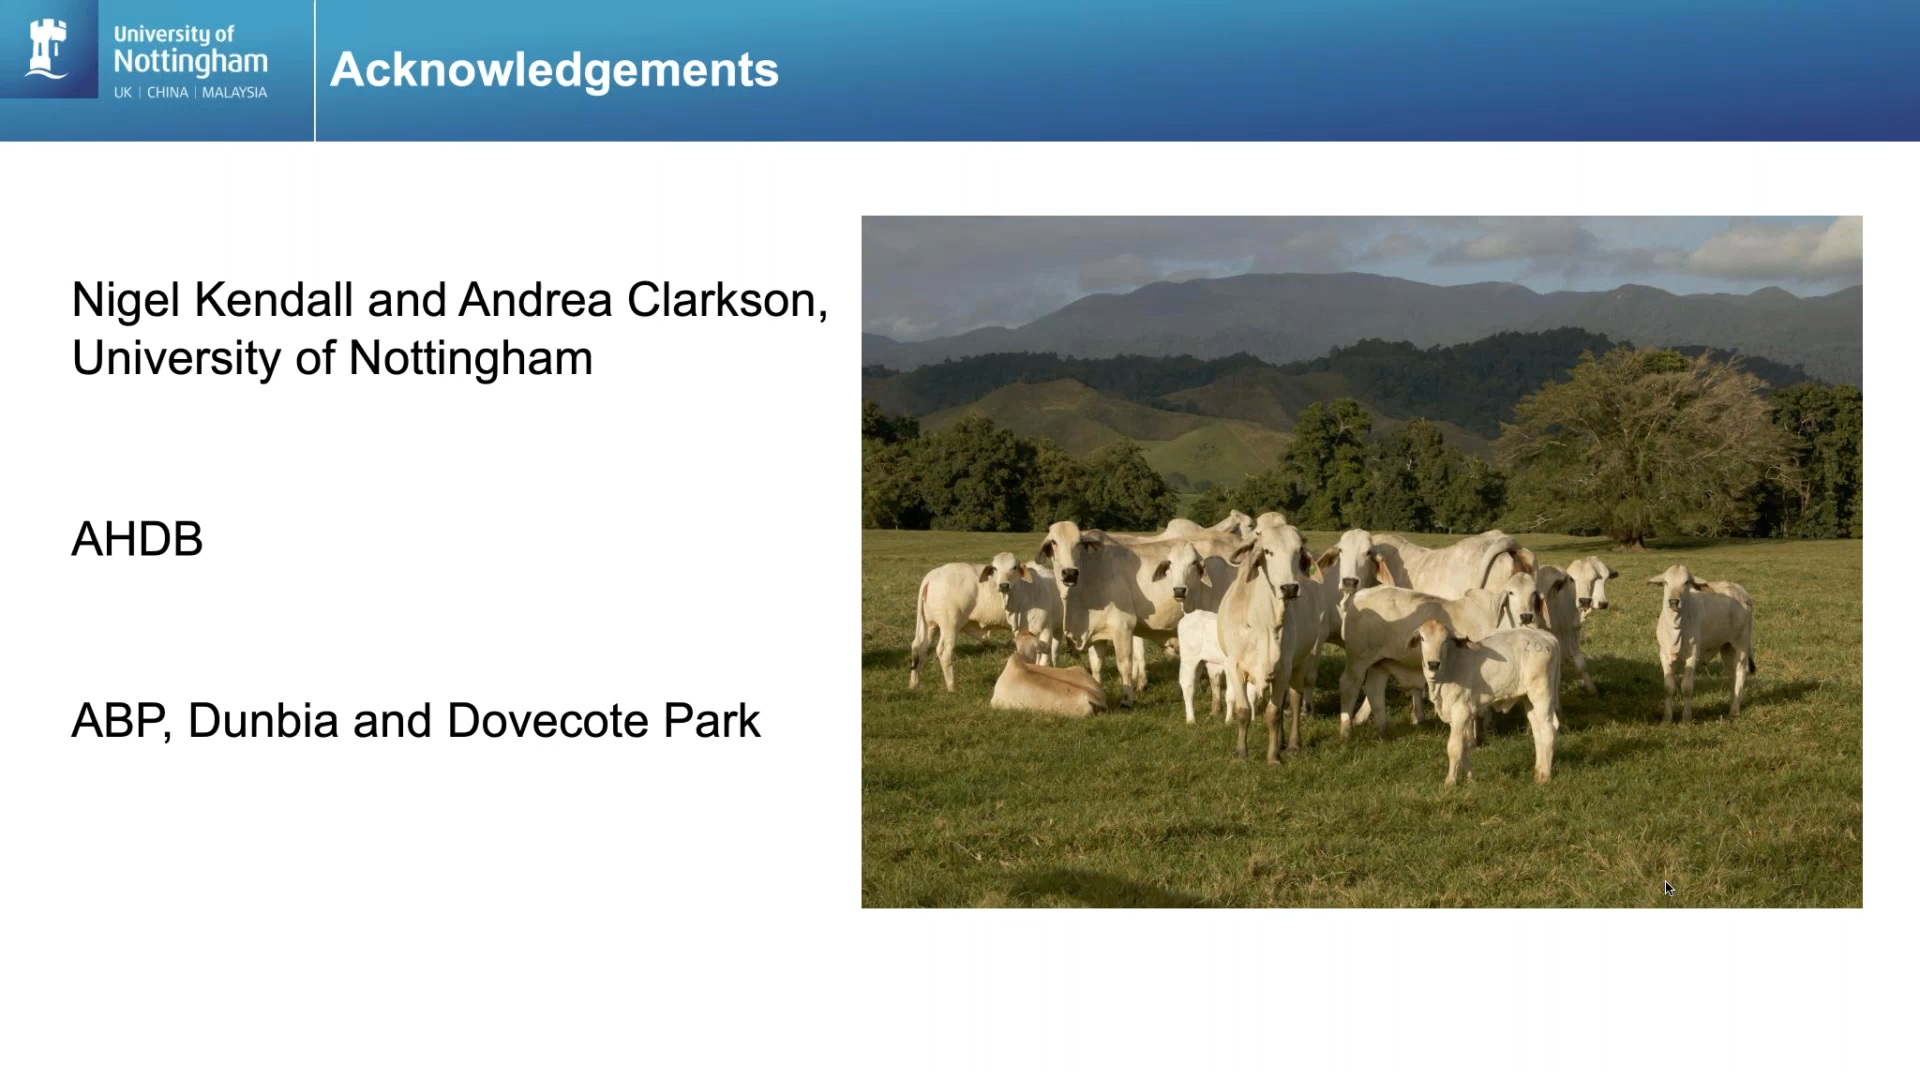 University of
Nottingham
UK | CHINA | MALAYSIA
Acknowledgements
Nigel Kendall and Andrea Clarkson,
University of Nottingham
AHDB
ABP, Dunbia and Dovecote Park